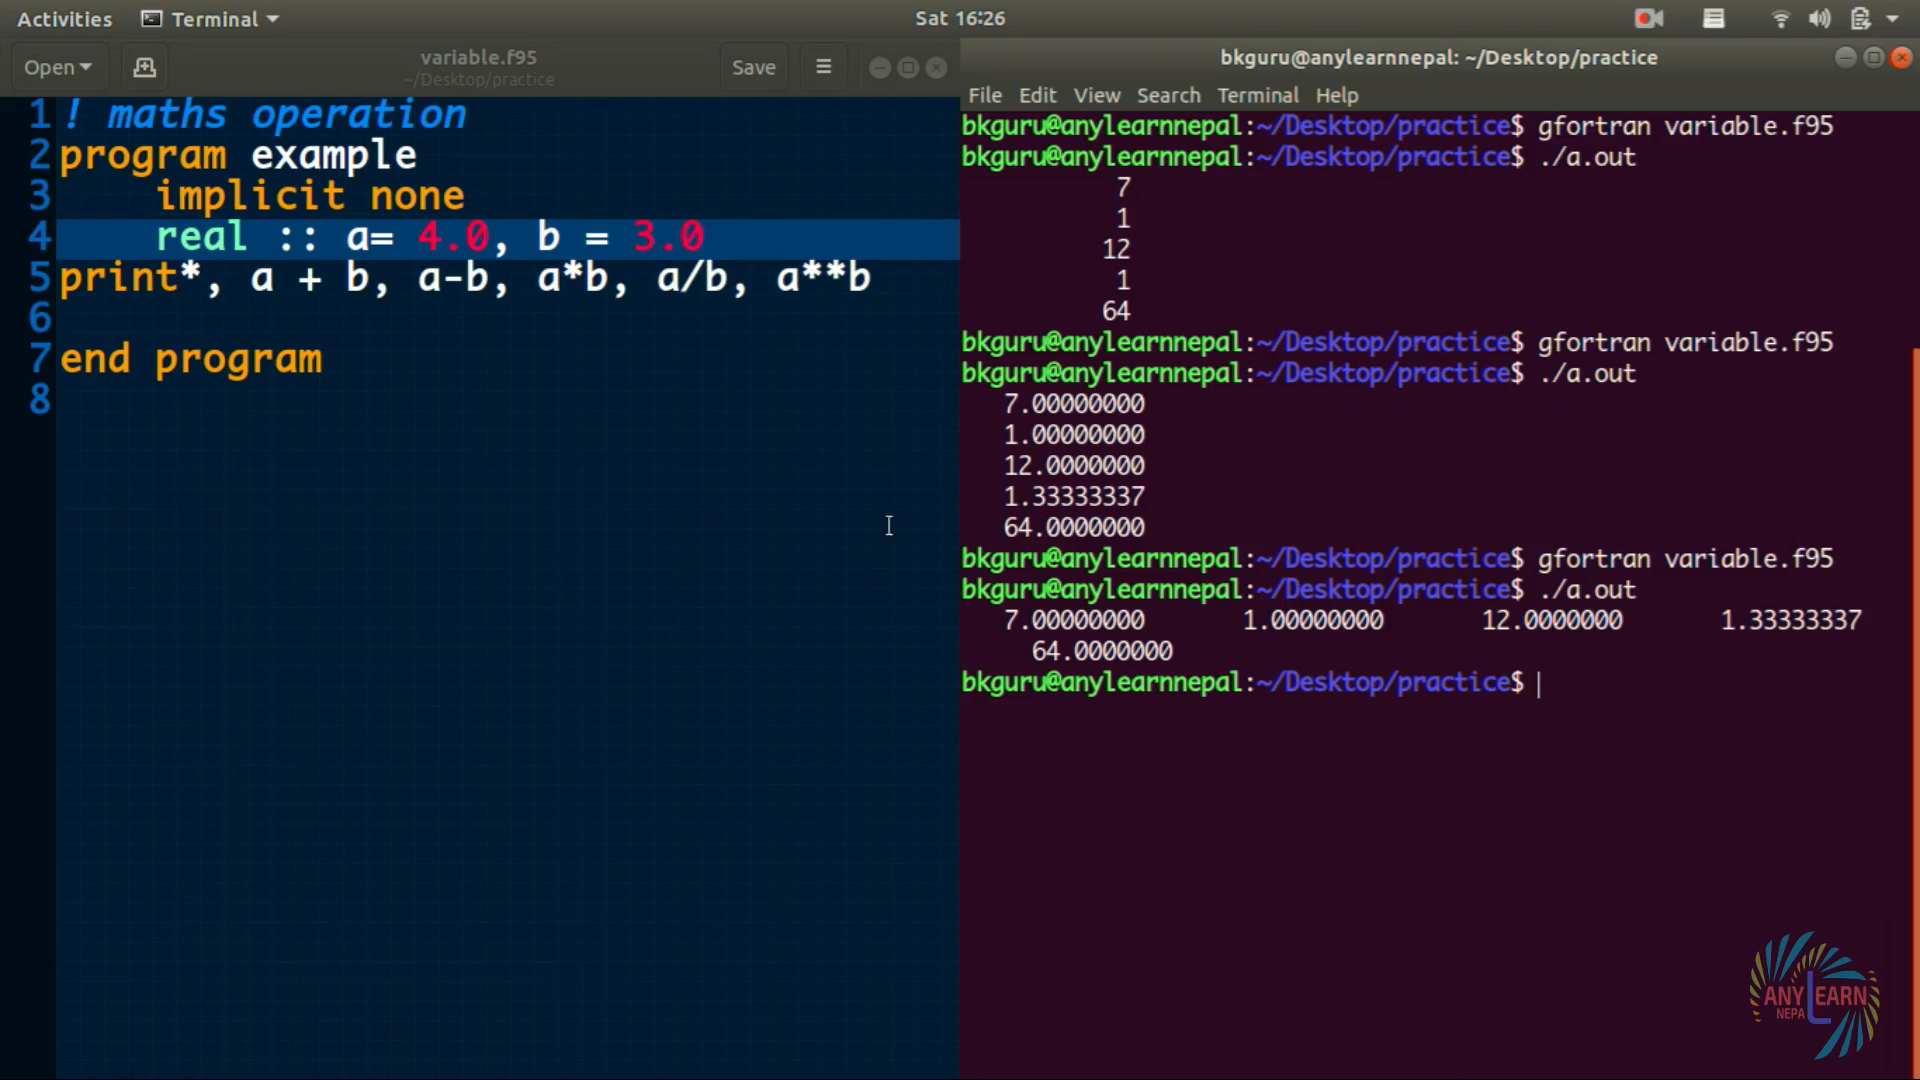 Activities Terminal Sat 16:26
Open variable.f95 Save
~/Desktop/practice
1 ! maths operation
2 program example
3 implicit none
4 real :: a= 4.0, b = 3.0
5 print*, a + b, a-b, a*b, a/b, a**b
6
7 end program
8
bkguru@anylearnnepal: ~/Desktop/practice
File Edit View Search Terminal Help
bkguru@anylearnnepal:~/Desktop/practice$ gfortran variable.f95
bkguru@anylearnnepal:~/Desktop/practice$ ./a.out
7
1
12
1
64
bkguru@anylearnnepal:~/Desktop/practice$ gfortran variable.f95
bkguru@anylearnnepal:~/Desktop/practice$ ./a.out
7.00000000
1.00000000
12.0000000
1.33333337
64.0000000
bkguru@anylearnnepal:~/Desktop/practice$ gfortran variable.f95
bkguru@anylearnnepal:~/Desktop/practice$ ./a.out
7.00000000 1.00000000 12.0000000 1.33333337
64.0000000
bkguru@anylearnnepal:~/Desktop/practice$
ANY LEARN
NEPAL